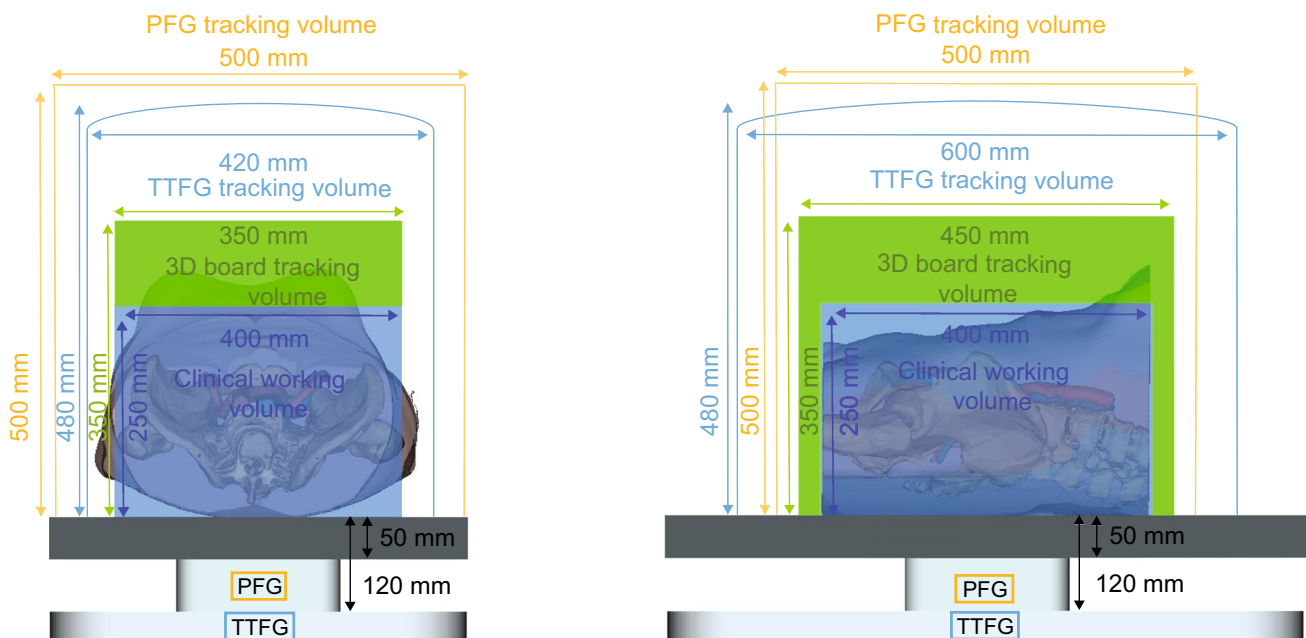 PFG tracking volume
500 mm
420 mm
TTFG tracking volume
350 mm
3D board tracking
volume
400 mm
Clinical working
volume
500 mm
480 mm
350 mm
250 mm
50 mm
120 mm
PFG
TTFG
PFG tracking volume
500 mm
600 mm
TTFG tracking volume
450 mm
3D board tracking
volume
400 mm
Clinical working
volume
480 mm
500 mm
350 mm
250 mm
50 mm
120 mm
PFG
TTFG